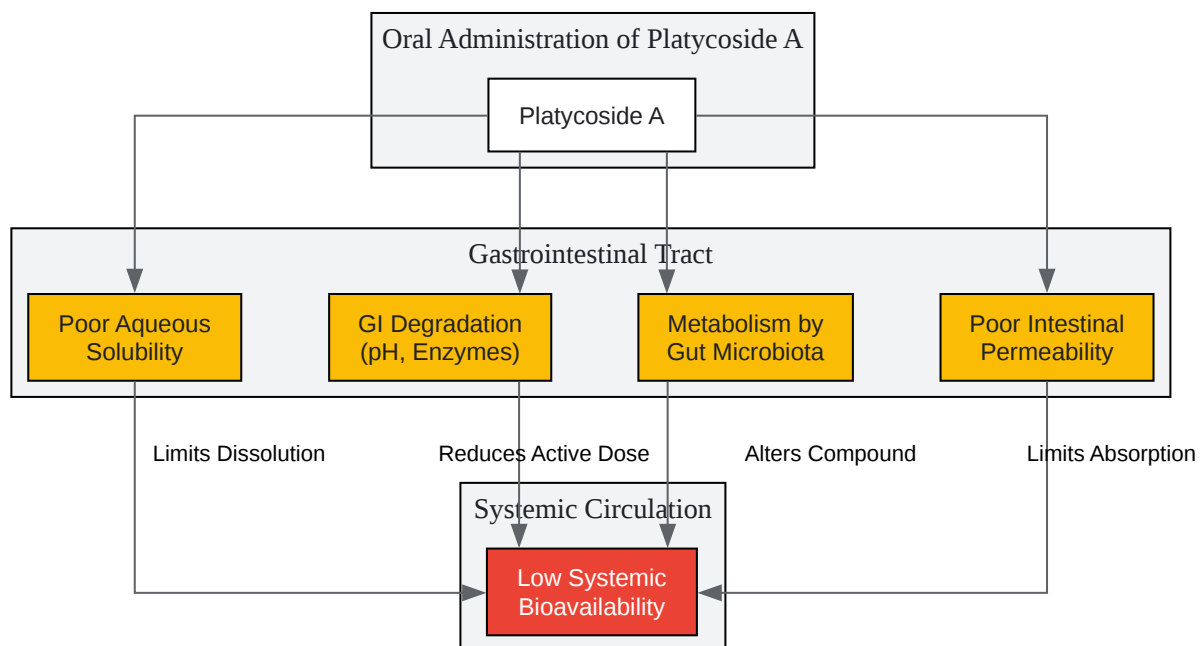 Oral Administration of Platycoside A
Platycoside A
Gastrointestinal Tract
Poor Aqueous
Solubility
GI Degradation
(pH, Enzymes)
Metabolism by
Gut Microbiota
Poor Intestinal
Permeability
Limits Dissolution
Reduces Active Dose
Alters Compound
Limits Absorption
Systemic Circulation
Low Systemic
Bioavailability